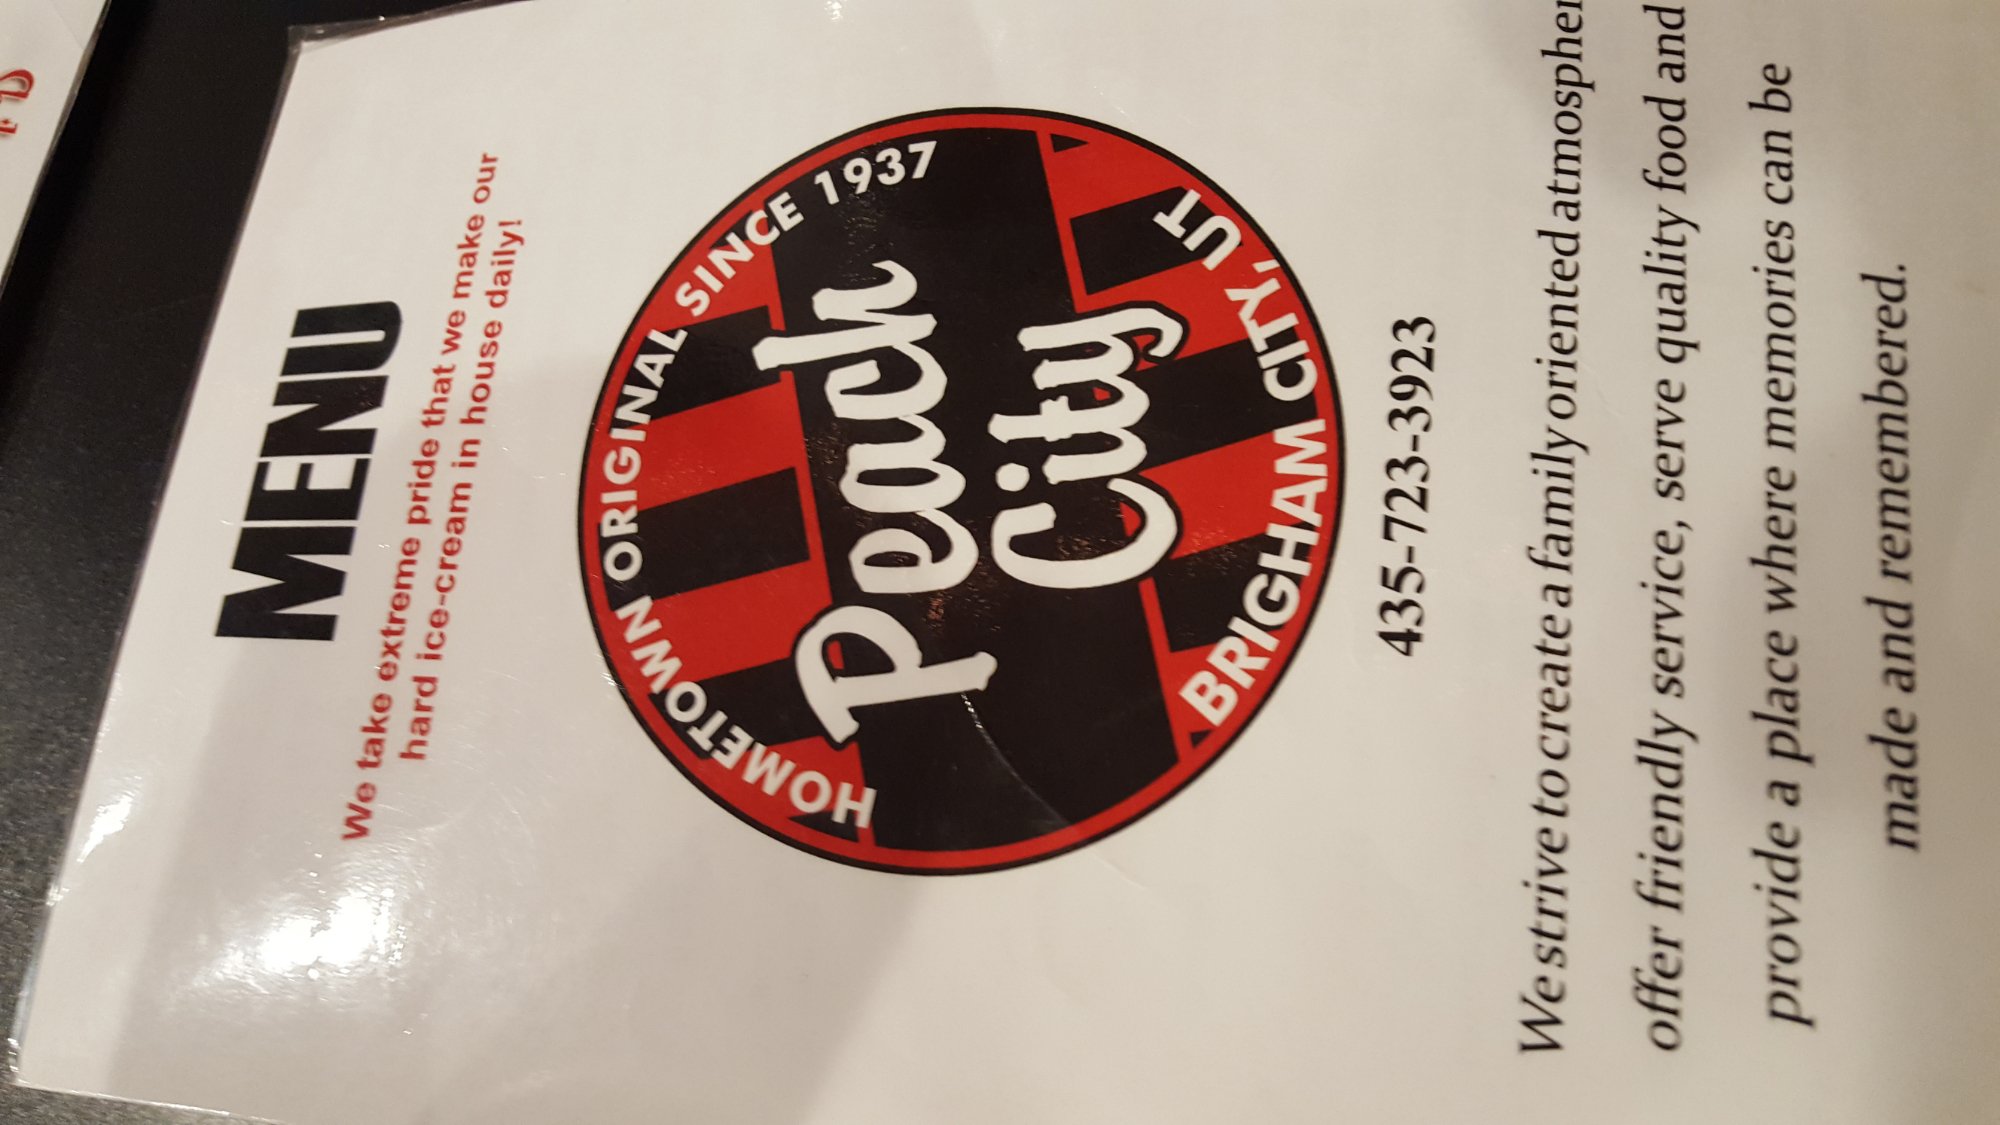 MENU
We take extreme pride that we make our
hard ice-cream in house daily!
HOMETOWN ORIGINAL SINCE 1937
Peach
City
BRIGHAM CITY, UT
435-723-3923
We strive to create a family oriented
offer friendly service, serve quality food and
provide a place where memories can be
made and remembered.